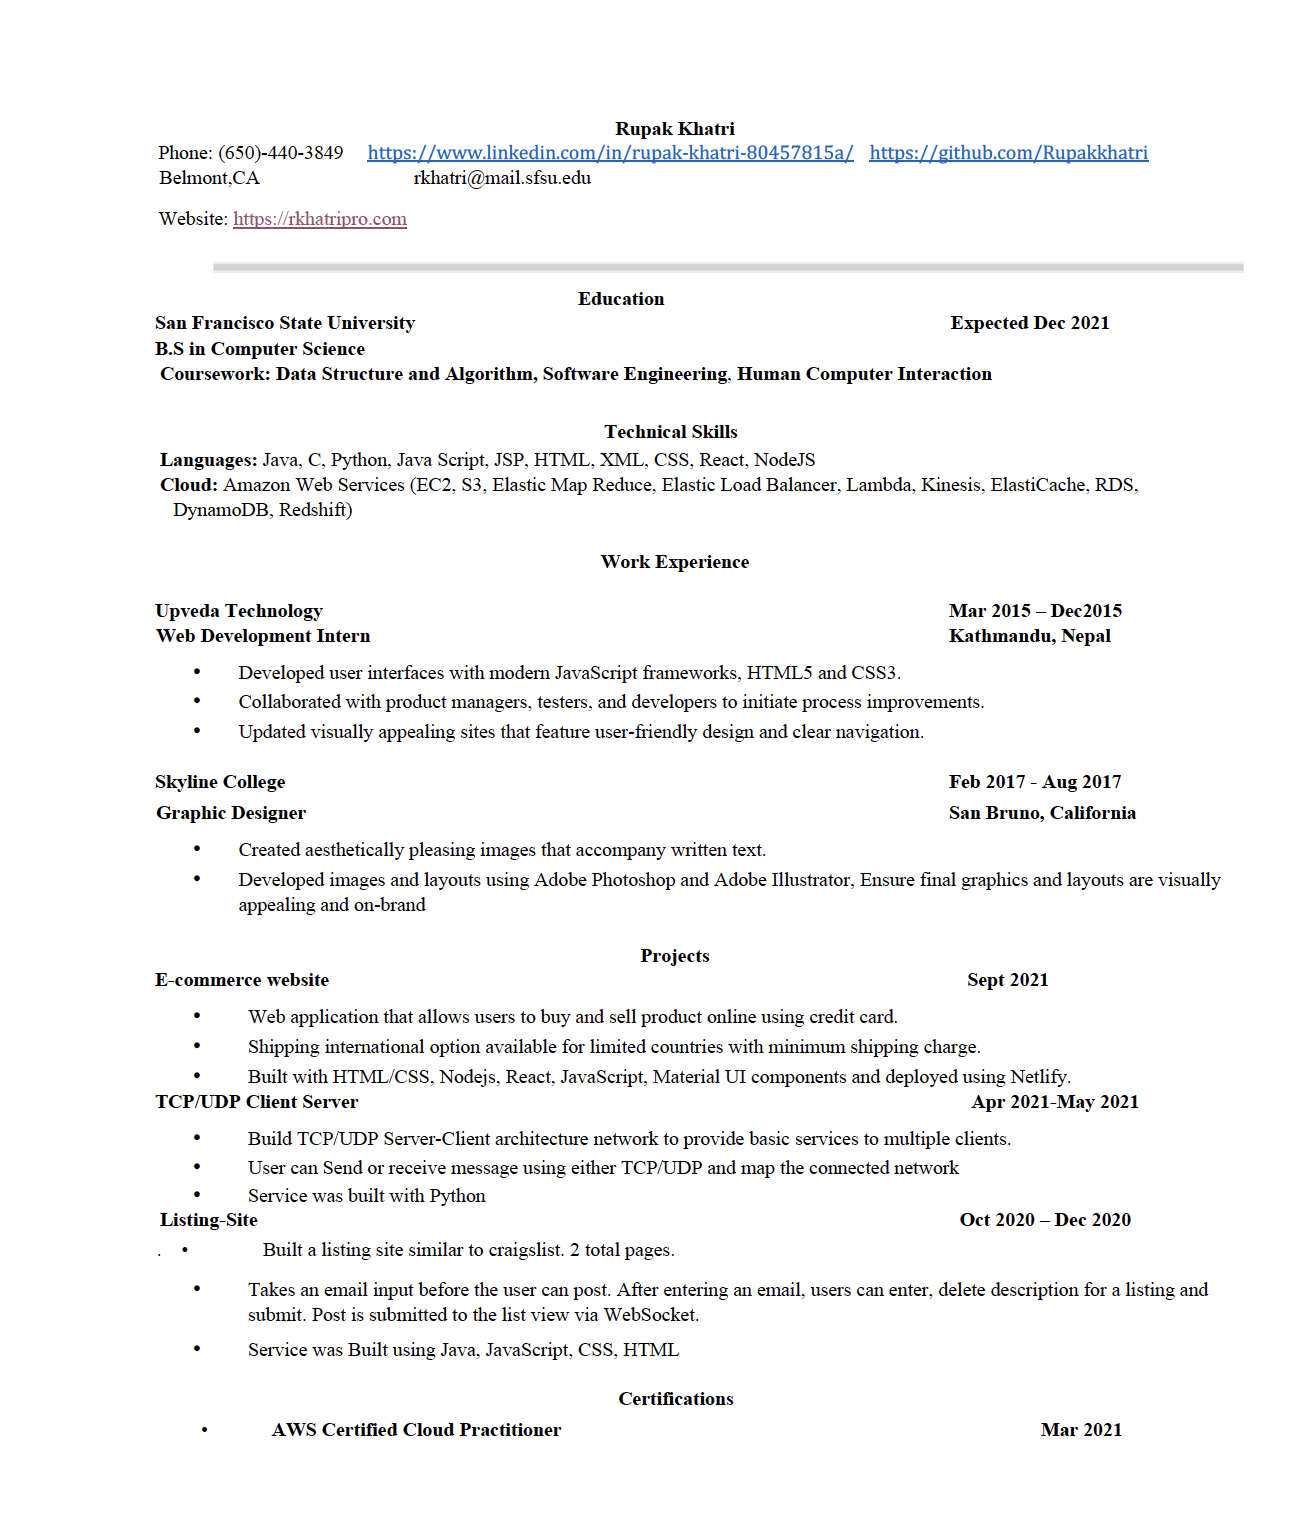 Rupak Khatri
Phone: (650)-440-3849 https://www.linkedin.com/in/rupak-khatri-80457815a/ https://github.com/Rupakkhatri
Belmont,CA rkhatri@mail.sfsu.edu
Website: https://rkhatripro.com
Education
San Francisco State University Expected Dec 2021
B.S in Computer Science
Coursework: Data Structure and Algorithm, Software Engineering, Human Computer Interaction
Technical Skills
Languages: Java, C, Python, Java Script, JSP, HTML, XML, CSS, React, NodeJS
Cloud: Amazon Web Services (EC2, S3, Elastic Map Reduce, Elastic Load Balancer, Lambda, Kinesis, ElastiCache, RDS,
DynamoDB, Redshift)
Work Experience
Upveda Technology Mar 2015 – Dec2015
Web Development Intern Kathmandu, Nepal
• Developed user interfaces with modern JavaScript frameworks, HTML5 and CSS3.
• Collaborated with product managers, testers, and developers to initiate process improvements.
• Updated visually appealing sites that feature user-friendly design and clear navigation.
Skyline College Feb 2017 - Aug 2017
Graphic Designer San Bruno, California
• Created aesthetically pleasing images that accompany written text.
• Developed images and layouts using Adobe Photoshop and Adobe Illustrator, Ensure final graphics and layouts are visually
appealing and on-brand
Projects
E-commerce website Sept 2021
• Web application that allows users to buy and sell product online using credit card.
• Shipping international option available for limited countries with minimum shipping charge.
• Built with HTML/CSS, Nodejs, React, JavaScript, Material UI components and deployed using Netlify.
TCP/UDP Client Server Apr 2021-May 2021
• Build TCP/UDP Server-Client architecture network to provide basic services to multiple clients.
• User can Send or receive message using either TCP/UDP and map the connected network
• Service was built with Python
Listing-Site Oct 2020 – Dec 2020
. • Built a listing site similar to craigslist. 2 total pages.
• Takes an email input before the user can post. After entering an email, users can enter, delete description for a listing and
submit. Post is submitted to the list view via WebSocket.
• Service was Built using Java, JavaScript, CSS, HTML
Certifications
• AWS Certified Cloud Practitioner Mar 2021